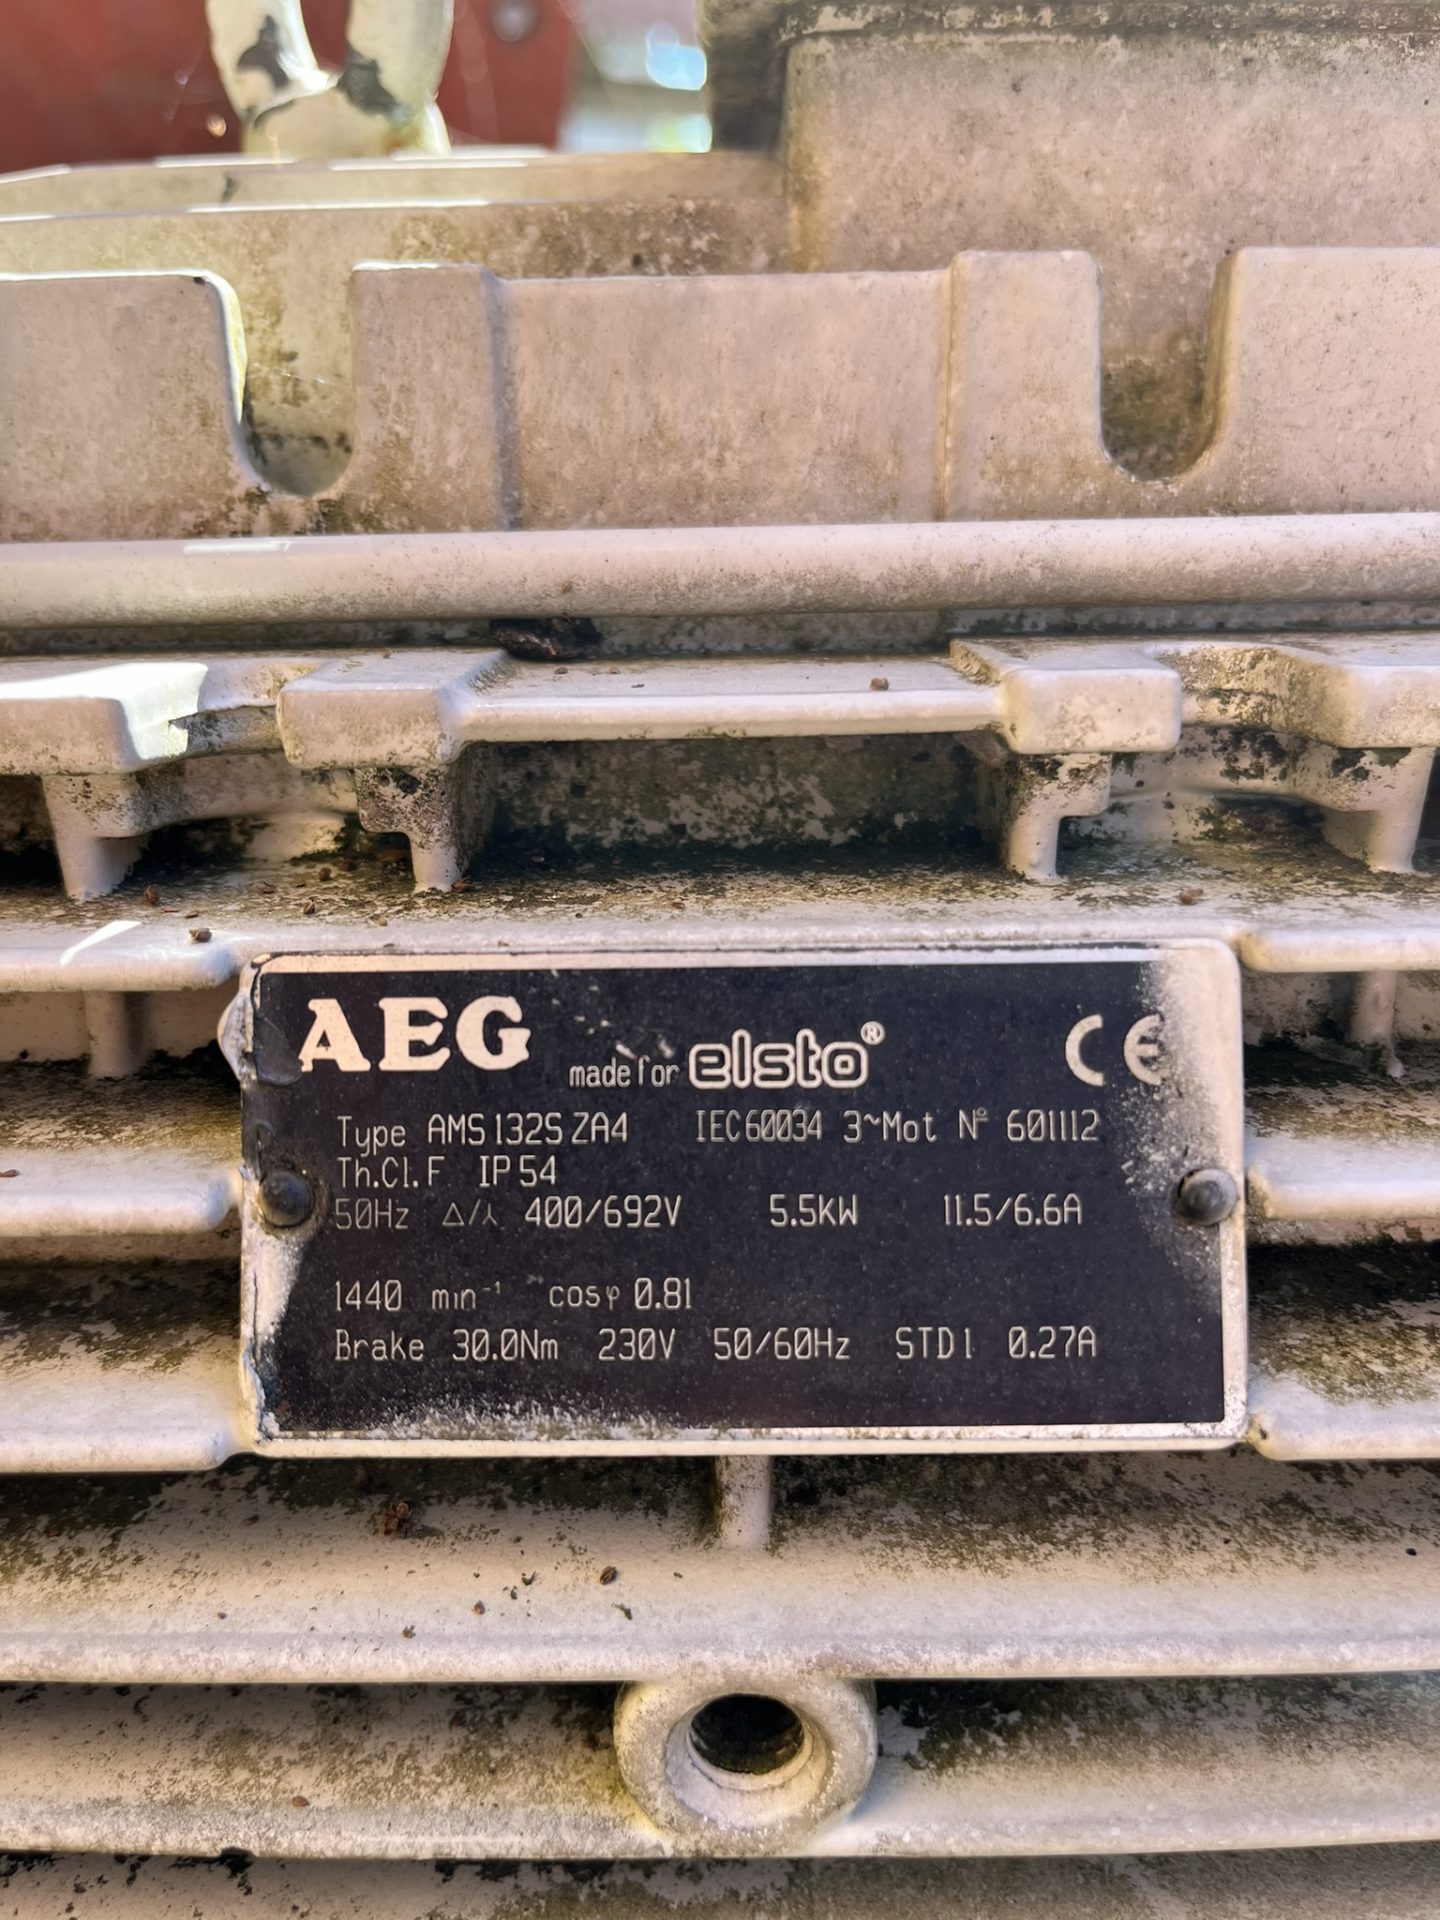 AEG made for elsto® CE
Type AMS 132S ZA4 IEC60034 3~Mot Nº 601112
Th.Cl. F IP 54
50Hz Δ/⅄ 400/692V 5.5KW 11.5/6.6A
1440 min⁻¹ cosφ 0.81
Brake 30.0Nm 230V 50/60Hz STD1 0.27A